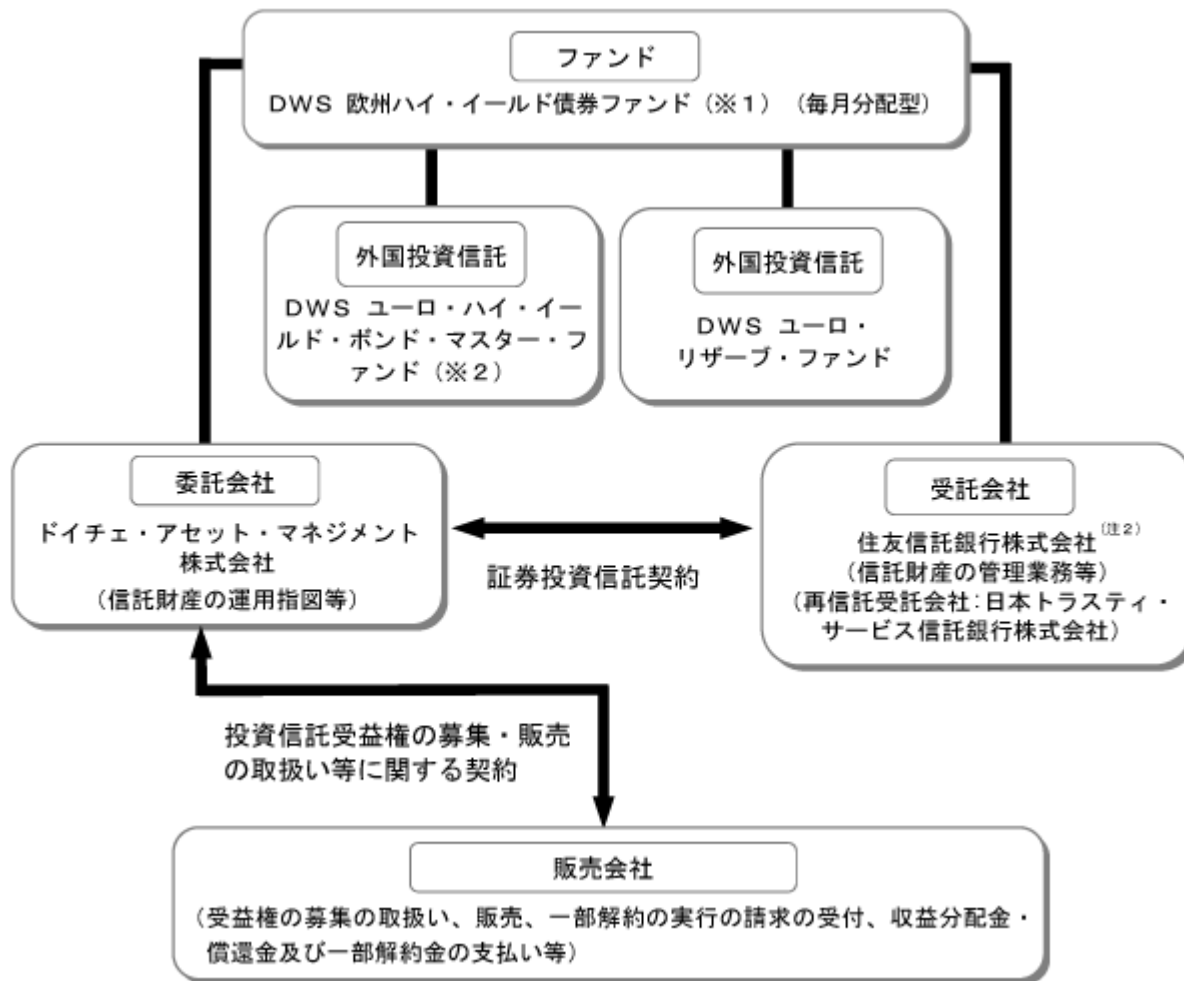 ファンド
DWS 欧州ハイ・イールド債券ファンド（※1）（毎月分配型）
外国投資信託
DWS ユーロ・ハイ・イー
ルド・ボンド・マスター・フ
ァンド（※2）
外国投資信託
DWS ユーロ・
リザーブ・ファンド
委託会社
ドイチェ・アセット・マネジメント
株式会社
（信託財産の運用指図等）
証券投資信託契約
受託会社
住友信託銀行株式会社（注2）
（信託財産の管理業務等）
（再信託受託会社：日本トラスティ・
サービス信託銀行株式会社）
投資信託受益権の募集・販売
の取扱い等に関する契約
販売会社
（受益権の募集の取扱い、販売、一部解約の実行の請求の受付、収益分配金・
償還金及び一部解約金の支払い等）